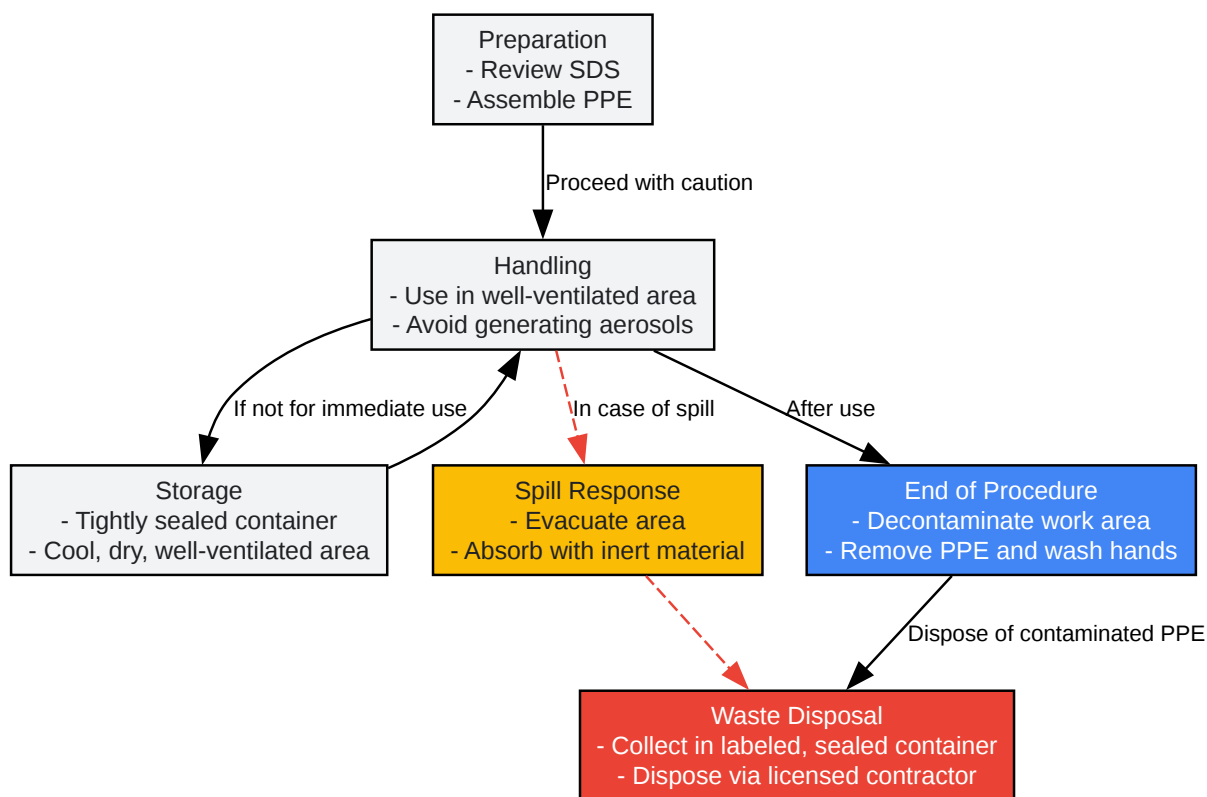 Preparation
- Review SDS
- Assemble PPE
Proceed with caution
Handling
- Use in well-ventilated area
- Avoid generating aerosols
If not for immediate use
In case of spill
After use
Storage
- Tightly sealed container
- Cool, dry, well-ventilated area
Spill Response
- Evacuate area
- Absorb with inert material
End of Procedure
- Decontaminate work area
- Remove PPE and wash hands
Dispose of contaminated PPE
Waste Disposal
- Collect in labeled, sealed container
- Dispose via licensed contractor